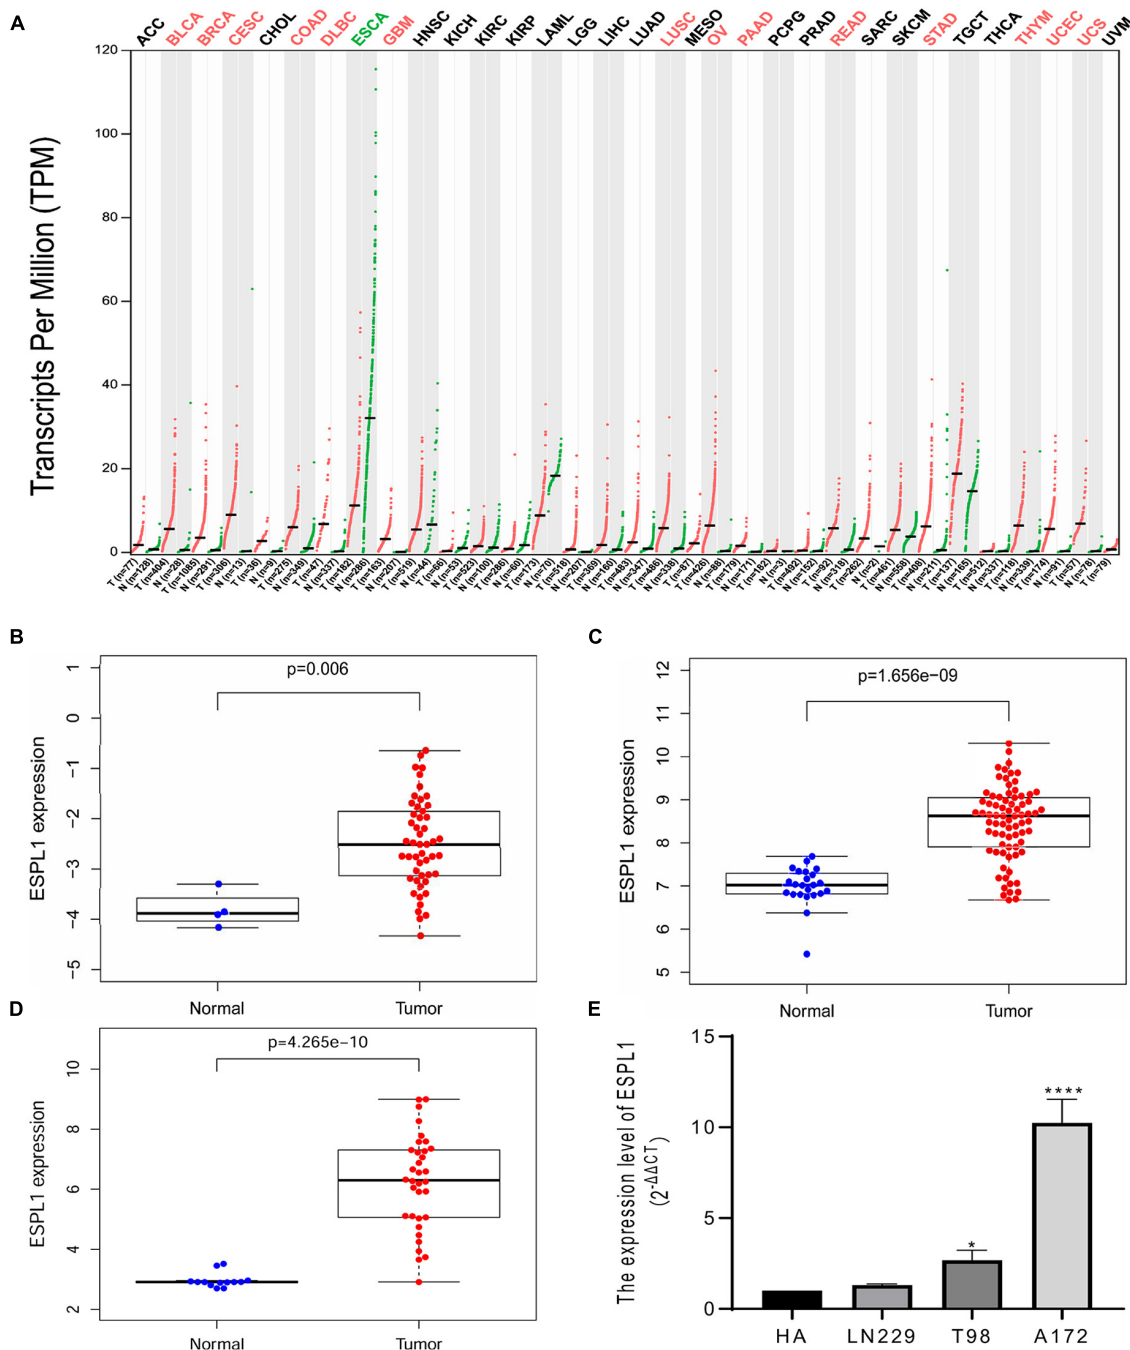 A
ACC BLCA BRCA CESC CHOL COAD DLBC ESCA GBM HNSC KICH KIRC KIRP LAML LGG LIHC LUAD LUSC MESO OV PAAD PCPG PRAD READ SARC SKCM STAD TGCT THCA THYM UCEC UCS UVM
Transcripts Per Million (TPM)
120
100
80
60
40
20
0
T (n=77) N (n=128) T (n=404) N (n=28) T (n=1085) N (n=291) T (n=306) N (n=13) T (n=36) N (n=9) T (n=275) N (n=349) T (n=47) N (n=337) T (n=182) N (n=286) T (n=163) N (n=207) T (n=519) N (n=44) T (n=66) N (n=53) T (n=523) N (n=100) T (n=286) N (n=60) T (n=173) N (n=70) T (n=518) N (n=207) T (n=369) N (n=160) T (n=483) N (n=347) T (n=486) N (n=338) T (n=87) T (n=426) N (n=88) T (n=179) N (n=171) T (n=182) N (n=3) T (n=492) N (n=152) T (n=92) N (n=318) T (n=262) N (n=2) T (n=461) N (n=558) T (n=408) N (n=211) T (n=137) N (n=165) T (n=512) N (n=337) T (n=118) N (n=339) T (n=174) N (n=91) T (n=57) N (n=78) T (n=79)
B
p=0.006
ESPL1 expression
1
0
−1
−2
−3
−4
−5
Normal Tumor
C
p=1.656e−09
ESPL1 expression
12
11
10
9
8
7
6
5
Normal Tumor
D
p=4.265e−10
ESPL1 expression
10
8
6
4
2
Normal Tumor
E
The expression level of ESPL1
(2^-ΔΔCT)
15
10
5
0
*
****
HA LN229 T98 A172